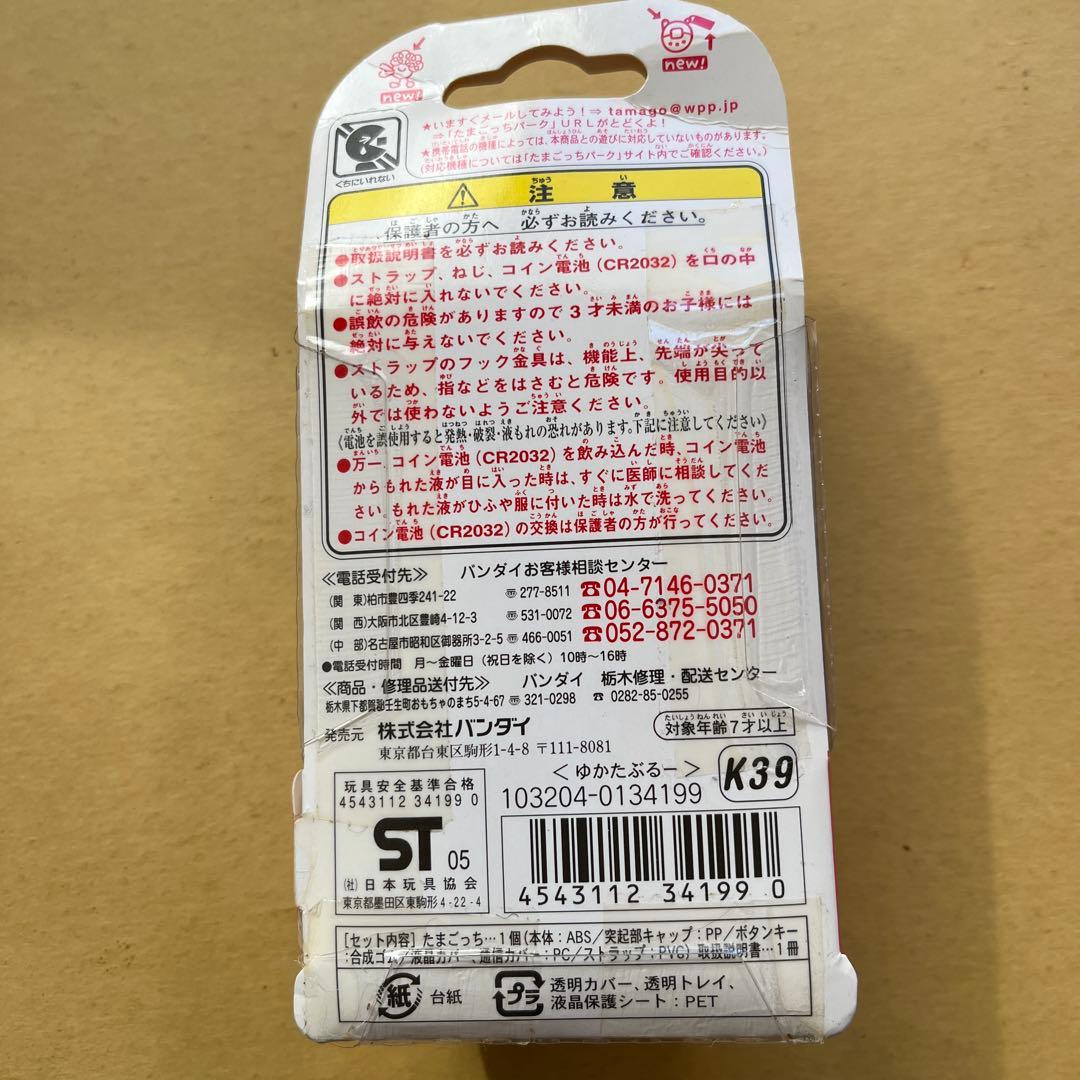 new!
new!
★いますぐメールしてみよう!⇒ tamago@wpp.jp
⇒「たまごっちパーク」URLがとどくよ!
★携帯電話の機種によっては、本商品との遊びに対応していないものがあります。
(対応機種については「たまごっちパーク」サイト内でご確認ください。)
くちにいれない
注意
保護者の方へ 必ずお読みください。
●取扱説明書を必ずお読みください。
●ストラップ、ねじ、コイン電池(CR2032)を口の中
に絶対に入れないでください。
●誤飲の危険がありますので3才未満のお子様には
絶対に与えないでください。
●ストラップのフック金具は、機能上、先端が尖って
いるため、指などをはさむと危険です。使用目的以
外では使わないようご注意ください。
《電池を誤使用すると発熱・破裂・液もれの恐れがあります。下記に注意してください》
●万一、コイン電池(CR2032)を飲み込んだ時、コイン電池
からもれた液が目に入った時は、すぐに医師に相談してくだ
さい。もれた液がひふや服に付いた時は水で洗ってください。
●コイン電池(CR2032)の交換は保護者の方が行ってください。
≪電話受付先≫ バンダイお客様相談センター
(関 東)柏市豊四季241-22 〒277-8511 ☎04-7146-0371
(関 西)大阪市北区豊崎4-12-3 〒531-0072 ☎06-6375-5050
(中 部)名古屋市昭和区御器所3-2-5 〒466-0051 ☎052-872-0371
●電話受付時間 月〜金曜日(祝日を除く)10時〜16時
≪商品・修理品送付先≫ バンダイ 栃木修理・配送センター
栃木県下都賀郡壬生町おもちゃのまち5-4-67 〒321-0298 ☎ 0282-85-0255
発売元 株式会社バンダイ
東京都台東区駒形1-4-8 〒111-8081
対象年齢7才以上
<ゆかたぶるー>
K39
103204-0134199
玩具安全基準合格
4543112 34199 0
ST 05
(社)日本玩具協会
東京都墨田区東駒形4-22-4
4543112 341990
[セット内容]たまごっち…1個(本体:ABS/突起部キャップ:PP/ボタンキー
:合成ゴム/液晶カバー、通信カバー:PC/ストラップ:PVC) 取扱説明書…1冊
紙 台紙
プラ 透明カバー、透明トレイ、
液晶保護シート:PET